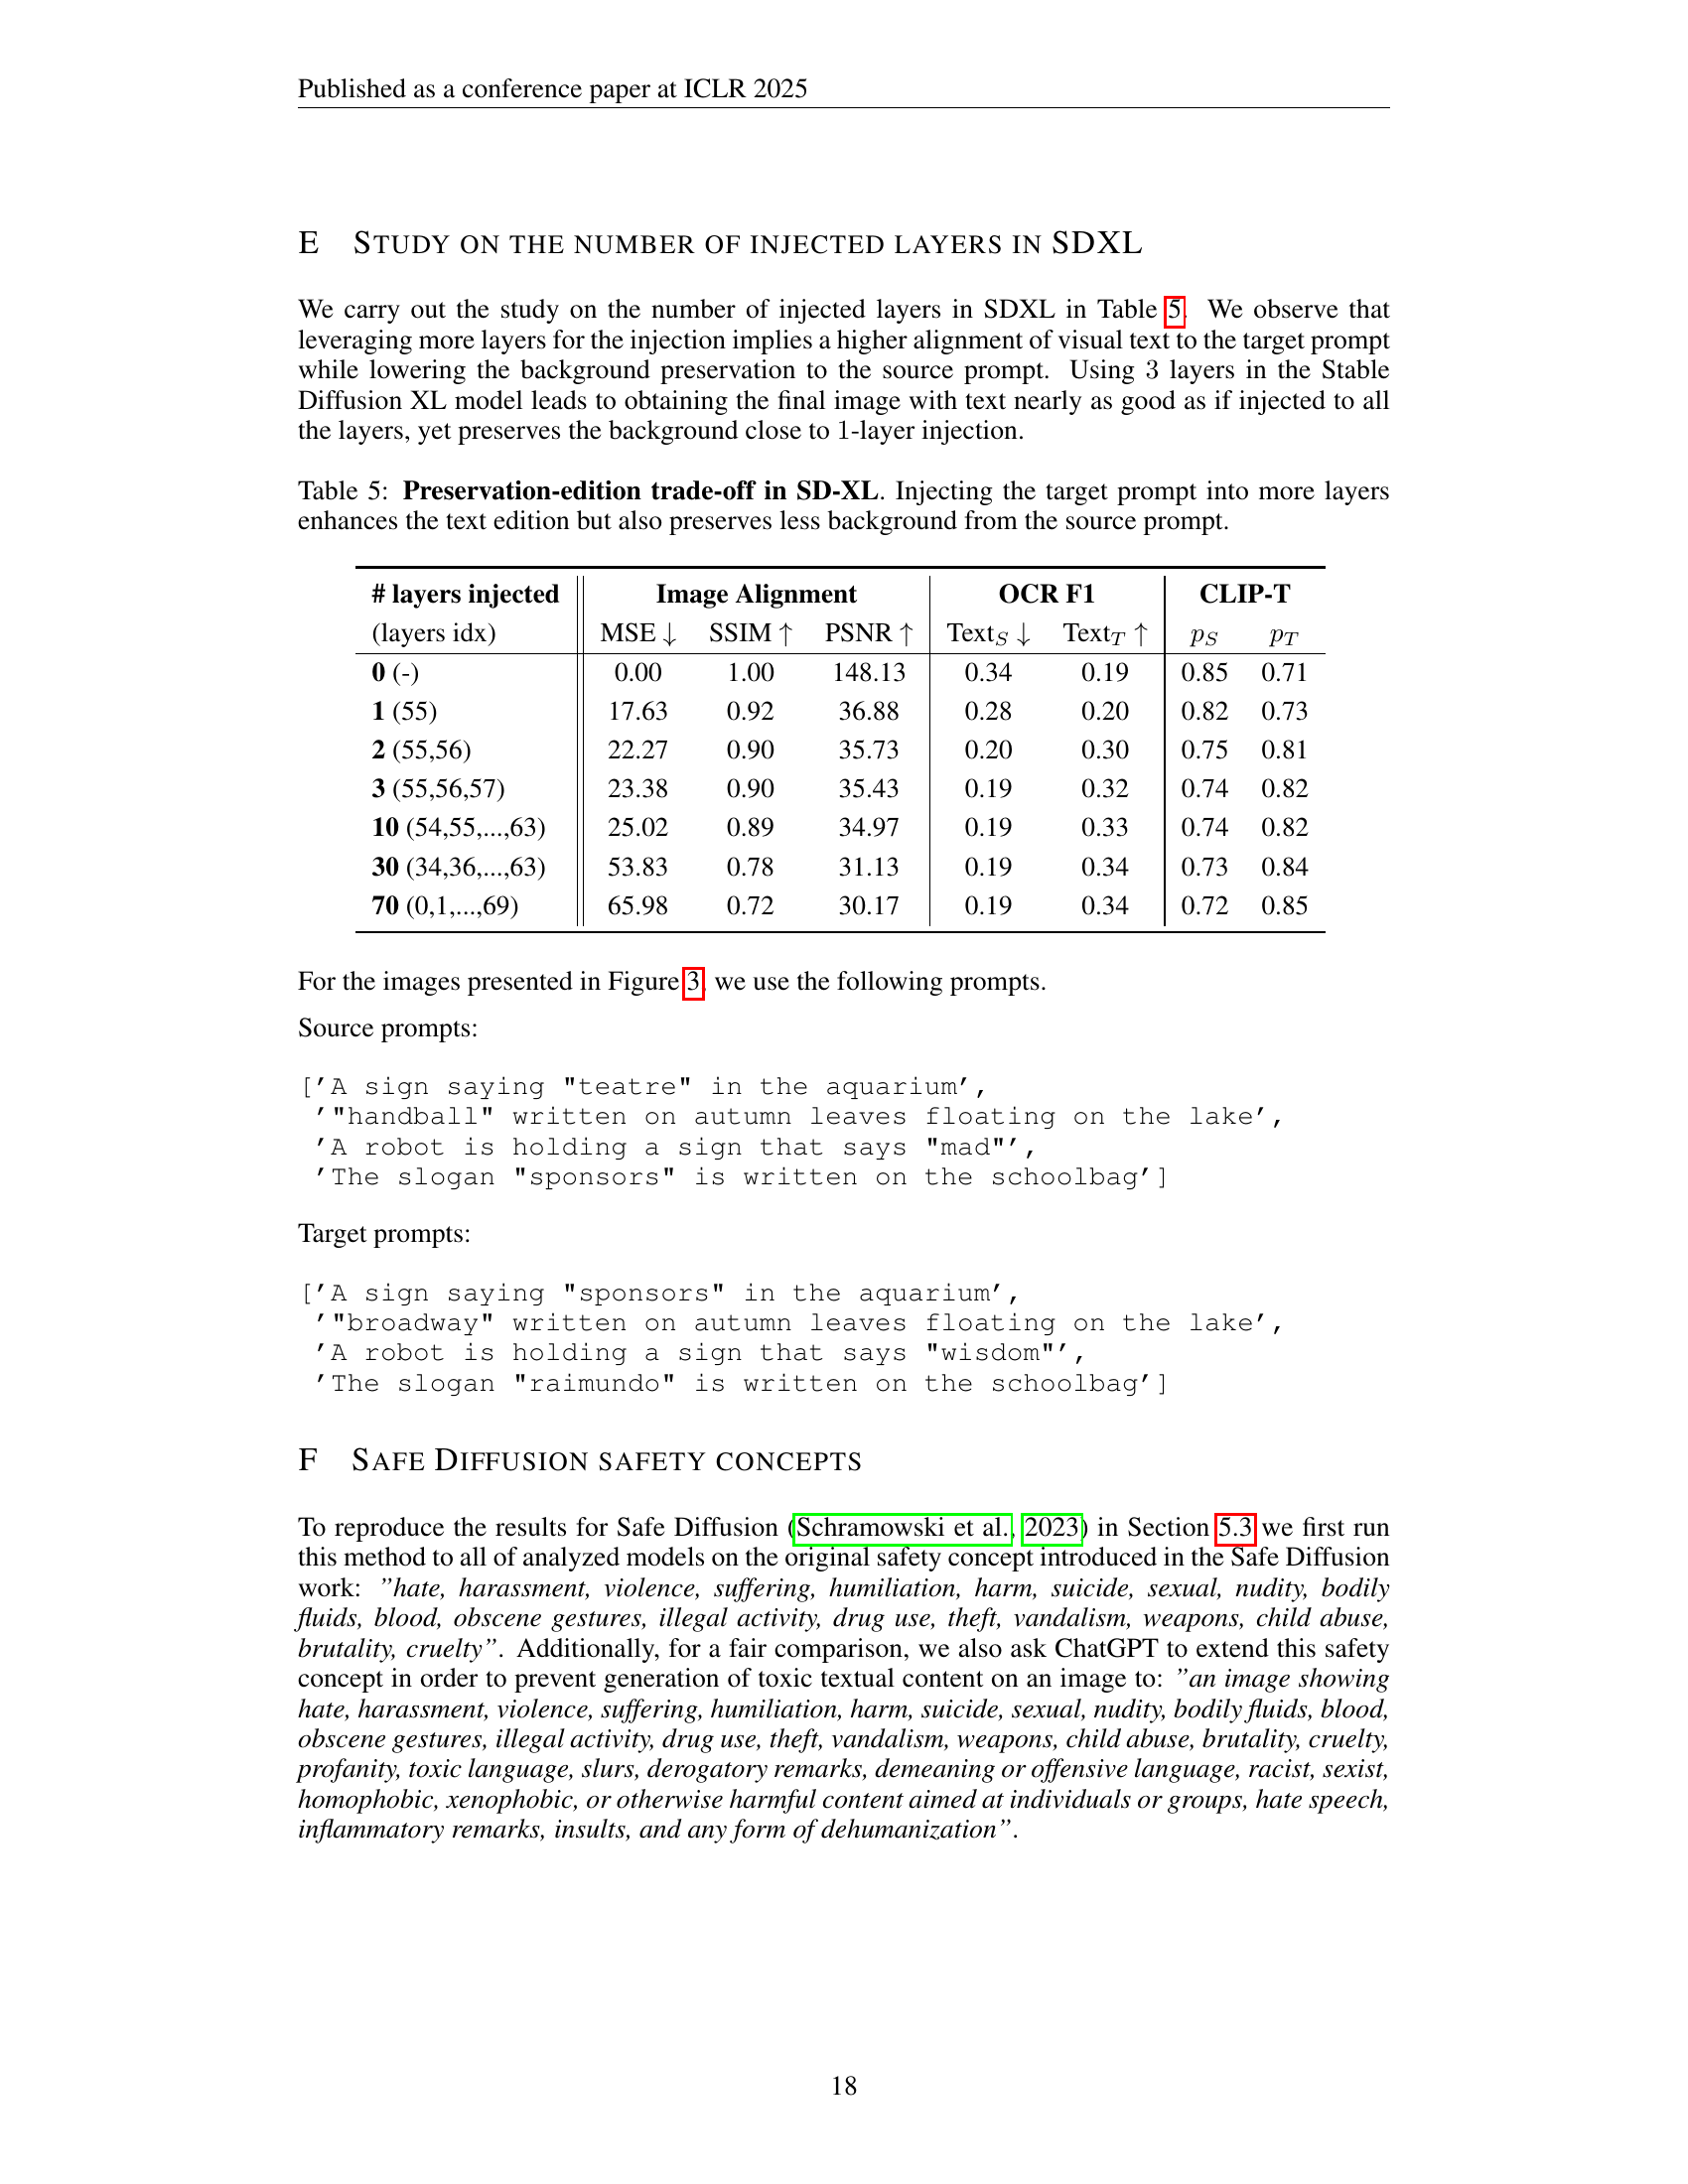 Published as a conference paper at ICLR 2025
E STUDY ON THE NUMBER OF INJECTED LAYERS IN SDXL
We carry out the study on the number of injected layers in SDXL in Table 5. We observe that
leveraging more layers for the injection implies a higher alignment of visual text to the target prompt
while lowering the background preservation to the source prompt. Using 3 layers in the Stable
Diffusion XL model leads to obtaining the final image with text nearly as good as if injected to all
the layers, yet preserves the background close to 1-layer injection.
Table 5: Preservation-edition trade-off in SD-XL. Injecting the target prompt into more layers
enhances the text edition but also preserves less background from the source prompt.
# layers injected Image Alignment OCR F1 CLIP-T
(layers idx) MSE ↓ SSIM ↑ PSNR ↑ Text_S ↓ Text_T ↑ p_S p_T
0 (-) 0.00 1.00 148.13 0.34 0.19 0.85 0.71
1 (55) 17.63 0.92 36.88 0.28 0.20 0.82 0.73
2 (55,56) 22.27 0.90 35.73 0.20 0.30 0.75 0.81
3 (55,56,57) 23.38 0.90 35.43 0.19 0.32 0.74 0.82
10 (54,55,...,63) 25.02 0.89 34.97 0.19 0.33 0.74 0.82
30 (34,36,...,63) 53.83 0.78 31.13 0.19 0.34 0.73 0.84
70 (0,1,...,69) 65.98 0.72 30.17 0.19 0.34 0.72 0.85
For the images presented in Figure 3, we use the following prompts.
Source prompts:
['A sign saying "teatre" in the aquarium',
'"handball" written on autumn leaves floating on the lake',
'A robot is holding a sign that says "mad"',
'The slogan "sponsors" is written on the schoolbag']
Target prompts:
['A sign saying "sponsors" in the aquarium',
'"broadway" written on autumn leaves floating on the lake',
'A robot is holding a sign that says "wisdom"',
'The slogan "raimundo" is written on the schoolbag']
F SAFE DIFFUSION SAFETY CONCEPTS
To reproduce the results for Safe Diffusion (Schramowski et al., 2023) in Section 5.3 we first run
this method to all of analyzed models on the original safety concept introduced in the Safe Diffusion
work: ”hate, harassment, violence, suffering, humiliation, harm, suicide, sexual, nudity, bodily
fluids, blood, obscene gestures, illegal activity, drug use, theft, vandalism, weapons, child abuse,
brutality, cruelty”. Additionally, for a fair comparison, we also ask ChatGPT to extend this safety
concept in order to prevent generation of toxic textual content on an image to: ”an image showing
hate, harassment, violence, suffering, humiliation, harm, suicide, sexual, nudity, bodily fluids, blood,
obscene gestures, illegal activity, drug use, theft, vandalism, weapons, child abuse, brutality, cruelty,
profanity, toxic language, slurs, derogatory remarks, demeaning or offensive language, racist, sexist,
homophobic, xenophobic, or otherwise harmful content aimed at individuals or groups, hate speech,
inflammatory remarks, insults, and any form of dehumanization”.
18